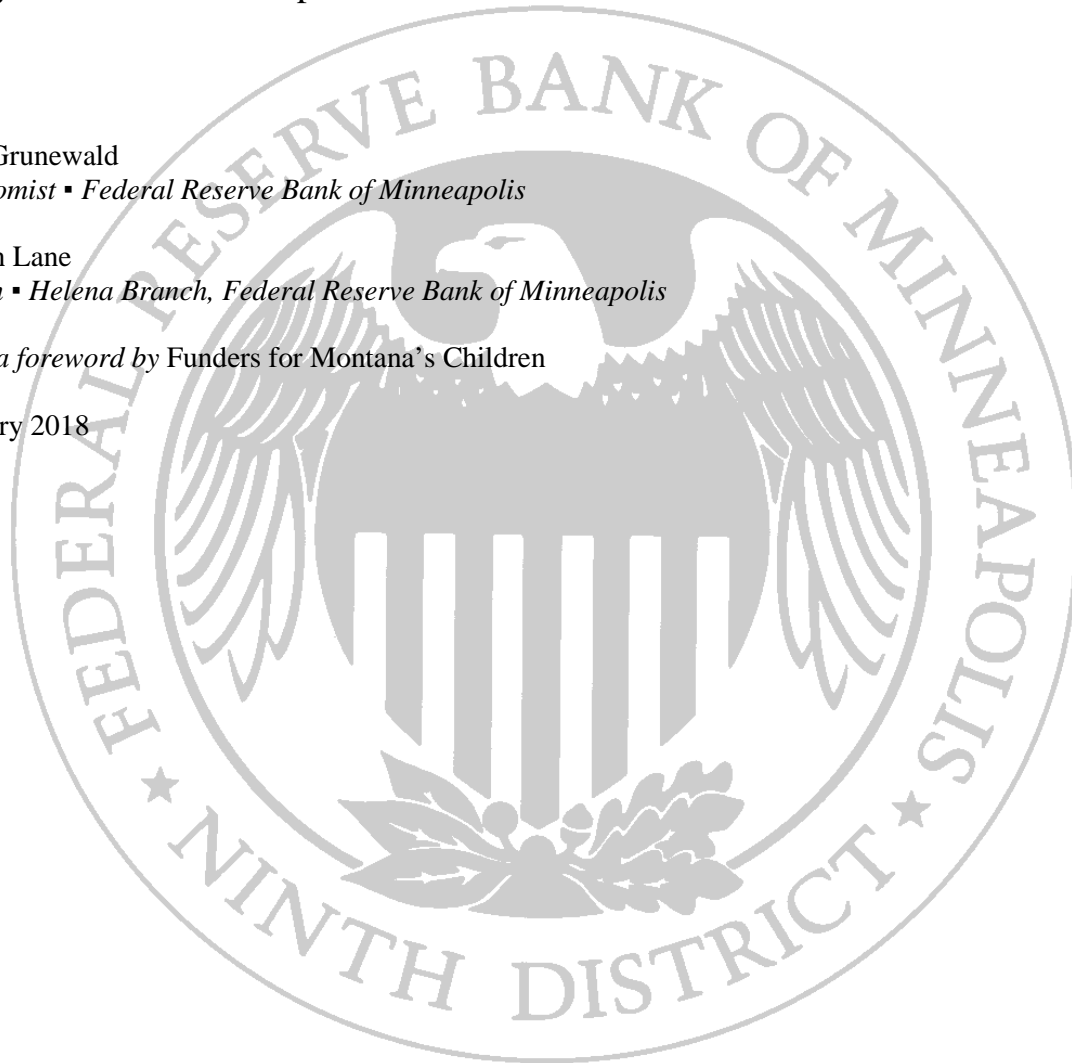 Grunewald
omist ▪ Federal Reserve Bank of Minneapolis
Lane
▪ Helena Branch, Federal Reserve Bank of Minneapolis
a foreword by Funders for Montana's Children
ry 2018
FEDERAL RESERVE BANK OF MINNEAPOLIS
★ NINTH DISTRICT ★